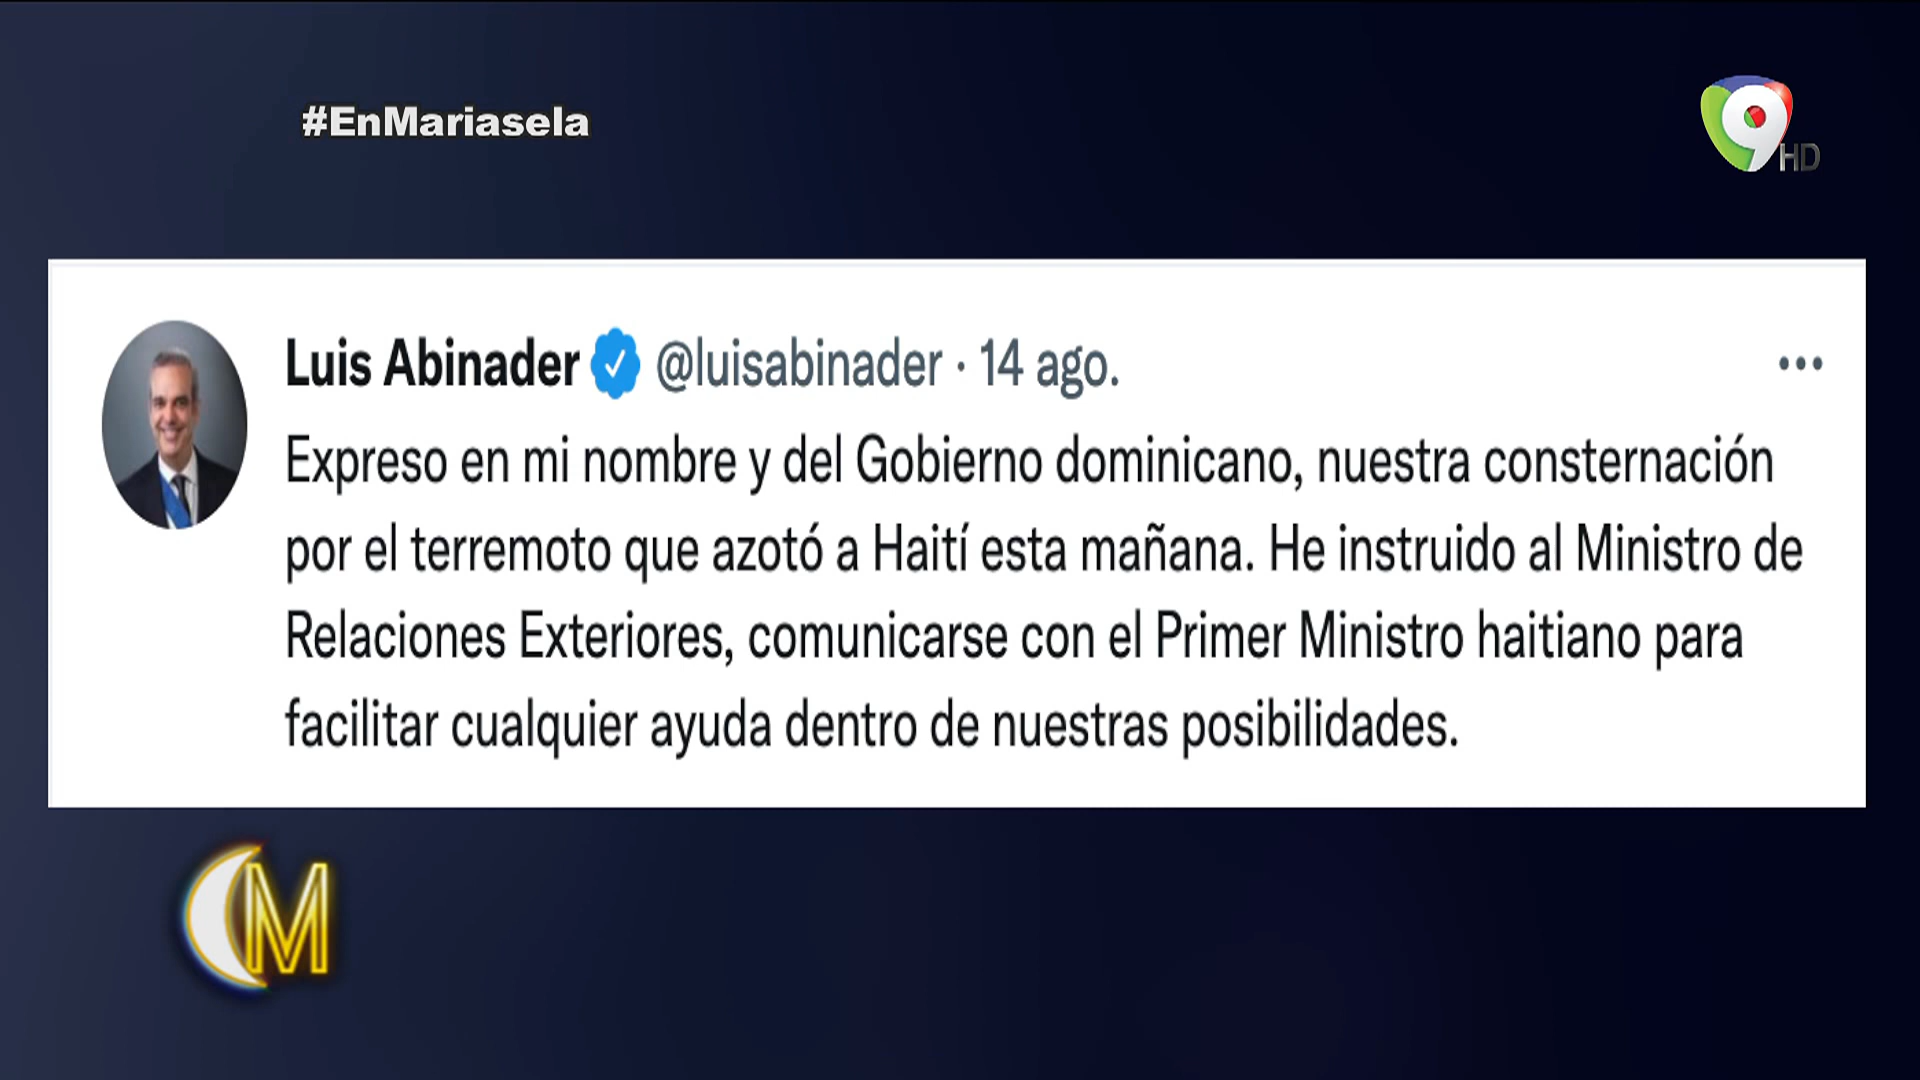 #EnMariasela
9
HD
Luis Abinader @luisabinader · 14 ago.
Expreso en mi nombre y del Gobierno dominicano, nuestra consternación
por el terremoto que azotó a Haití esta mañana. He instruido al Ministro de
Relaciones Exteriores, comunicarse con el Primer Ministro haitiano para
facilitar cualquier ayuda dentro de nuestras posibilidades.
M